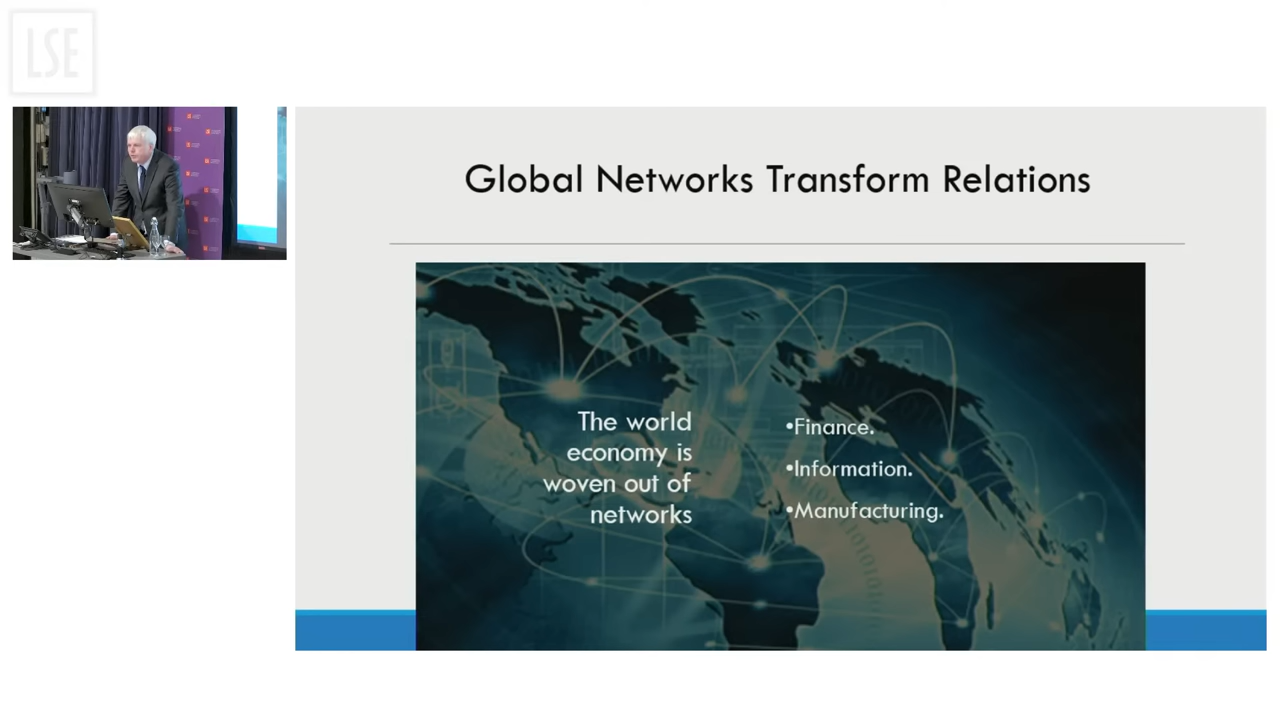 LSE
Global Networks Transform Relations
The world
economy is
woven out of
networks
•Finance.
•Information.
•Manufacturing.